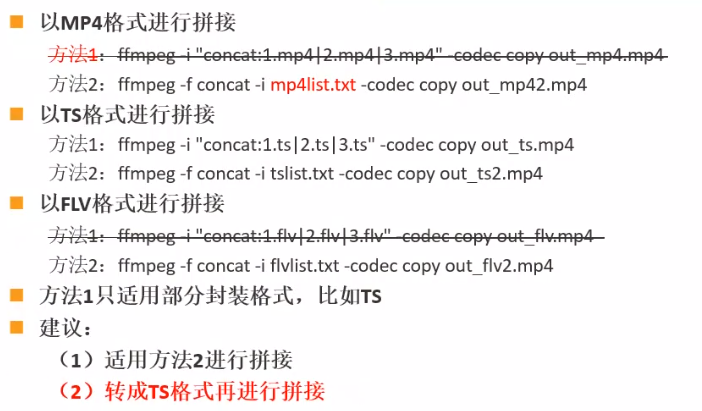 以MP4格式进行拼接
方法1：ffmpeg -i "concat:1.mp4|2.mp4|3.mp4" -codec copy out_mp4.mp4
方法2：ffmpeg -f concat -i mp4list.txt -codec copy out_mp42.mp4
以TS格式进行拼接
方法1：ffmpeg -i "concat:1.ts|2.ts|3.ts" -codec copy out_ts.mp4
方法2：ffmpeg -f concat -i tslist.txt -codec copy out_ts2.mp4
以FLV格式进行拼接
方法1：ffmpeg -i "concat:1.flv|2.flv|3.flv" -codec copy out_flv.mp4
方法2：ffmpeg -f concat -i flvlist.txt -codec copy out_flv2.mp4
方法1只适用部分封装格式，比如TS
建议：
（1）适用方法2进行拼接
（2）转成TS格式再进行拼接